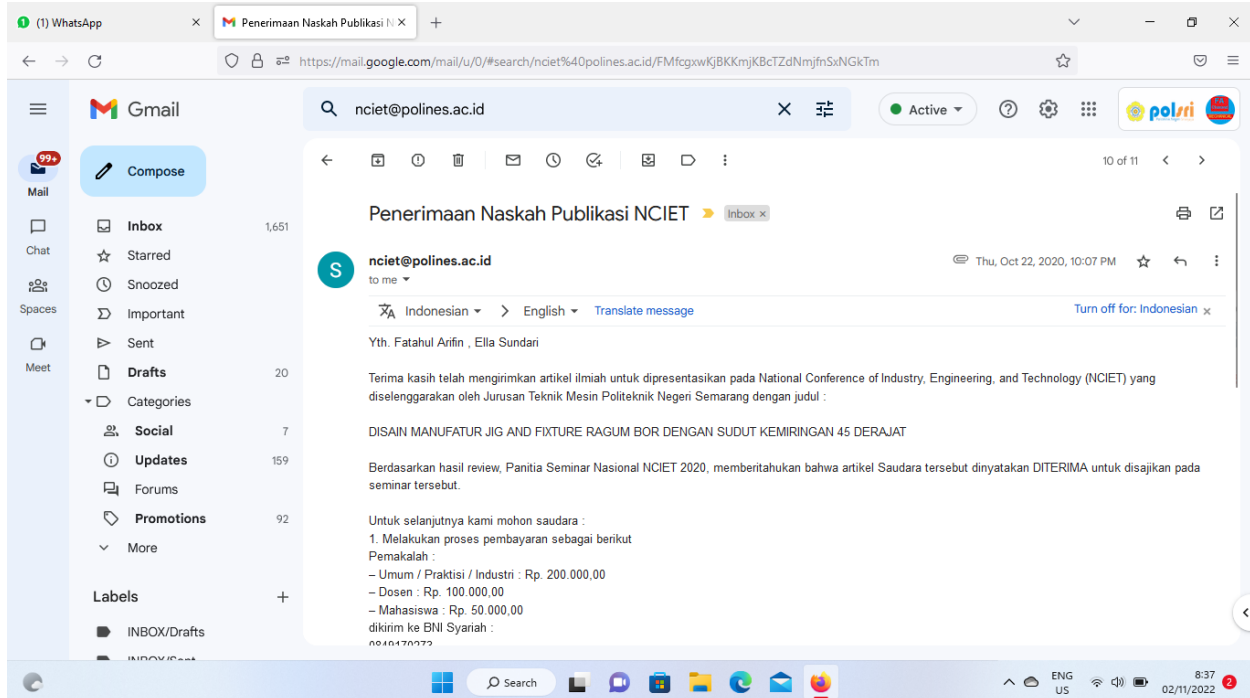 (1) WhatsApp
Penerimaan Naskah Publikasi N
https://mail.google.com/mail/u/0/#search/nciet%40polines.ac.id/FMfcgxwKjBKKmjKBcTZdNmjfnSxNGkTm
Gmail
nciet@polines.ac.id
Active
polsri
99+
Mail
Compose
10 of 11
Penerimaan Naskah Publikasi NCIET
Inbox ×
Chat
Inbox 1,651
Starred
nciet@polines.ac.id
Thu, Oct 22, 2020, 10:07 PM
S
to me
Spaces
Snoozed
Important
Indonesian
English
Translate message
Turn off for: Indonesian ×
Meet
Sent
Drafts 20
Categories
Social 7
Updates 159
Forums
Promotions 92
More
Labels
INBOX/Drafts
Yth. Fatahul Arifin , Ella Sundari
Terima kasih telah mengirimkan artikel ilmiah untuk dipresentasikan pada National Conference of Industry, Engineering, and Technology (NCIET) yang
diselenggarakan oleh Jurusan Teknik Mesin Politeknik Negeri Semarang dengan judul :
DISAIN MANUFATUR JIG AND FIXTURE RAGUM BOR DENGAN SUDUT KEMIRINGAN 45 DERAJAT
Berdasarkan hasil review, Panitia Seminar Nasional NCIET 2020, memberitahukan bahwa artikel Saudara tersebut dinyatakan DITERIMA untuk disajikan pada
seminar tersebut.
Untuk selanjutnya kami mohon saudara :
1. Melakukan proses pembayaran sebagai berikut
Pemakalah :
– Umum / Praktisi / Industri : Rp. 200.000,00
– Dosen : Rp. 100.000,00
– Mahasiswa : Rp. 50.000,00
dikirim ke BNI Syariah :
Search
ENG
US
8:37
02/11/2022
2